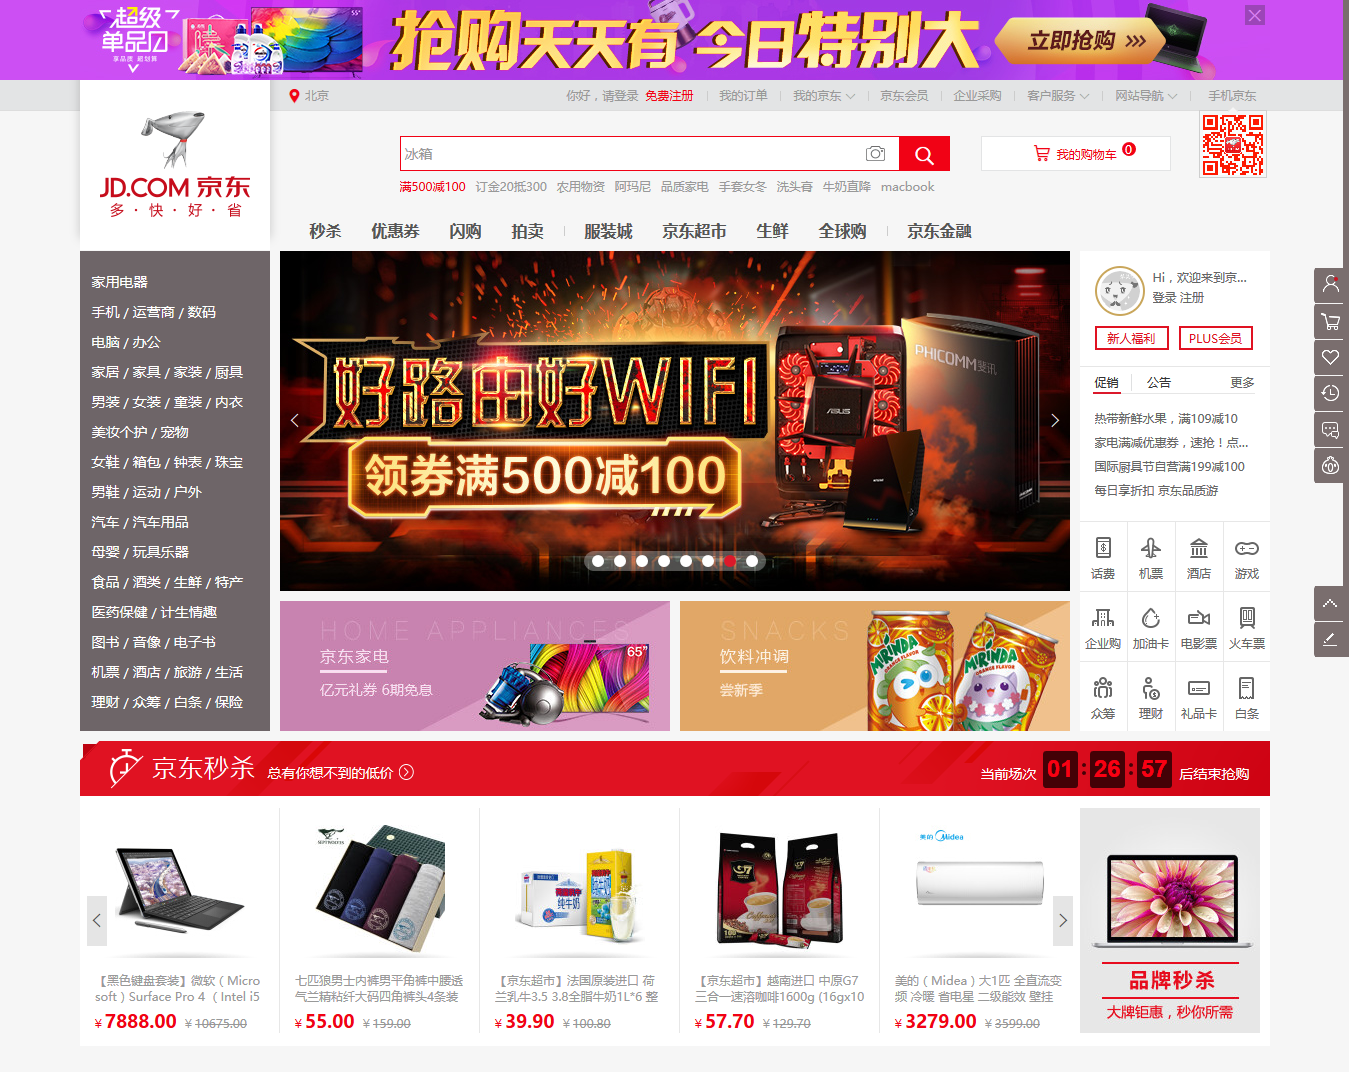 超级
单品日
享品质 超划算
55"
抢购天天有 今日特别大
立即抢购 >>>
北京
你好，请登录 免费注册
我的订单
我的京东
京东会员
企业采购
客户服务
网站导航
手机京东
JD.COM 京东
多·快·好·省
冰箱
我的购物车 0
满500减100 订金20抵300 农用物资 阿玛尼 品质家电 手套女冬 洗头膏 牛奶直降 macbook
秒杀 优惠券 闪购 拍卖 服装城 京东超市 生鲜 全球购 京东金融
家用电器
手机 / 运营商 / 数码
电脑 / 办公
家居 / 家具 / 家装 / 厨具
男装 / 女装 / 童装 / 内衣
美妆个护 / 宠物
女鞋 / 箱包 / 钟表 / 珠宝
男鞋 / 运动 / 户外
汽车 / 汽车用品
母婴 / 玩具乐器
食品 / 酒类 / 生鲜 / 特产
医药保健 / 计生情趣
图书 / 音像 / 电子书
机票 / 酒店 / 旅游 / 生活
理财 / 众筹 / 白条 / 保险
好路由好WIFI
领券满500减100
PHICOMM斐讯
ASUS
Hi，欢迎来到京...
登录 注册
新人福利
PLUS会员
促销
公告
更多
热带新鲜水果，满109减10
家电满减优惠券，速抢！点...
国际厨具节自营满199减100
每日享折扣 京东品质游
话费 机票 酒店 游戏
企业购 加油卡 电影票 火车票
众筹 理财 礼品卡 白条
HOME APPLIANCES
京东家电
亿元礼券 6期免息
65"
SNACKS
饮料冲调
尝新季
MIRINDA
ORANGE FLAVOR
MIRINDA
ORANGE FLAVOR
京东秒杀 总有你想不到的低价
当前场次 01:26:57 后结束抢购
【黑色键盘套装】微软（Micro
soft）Surface Pro 4 （Intel i5
¥ 7888.00 ¥ 10675.00
SEPTWOLVES
七匹狼男士内裤男平角裤中腰透
气兰精粘纤大码四角裤头4条装
¥ 55.00 ¥ 159.00
纯牛奶
【京东超市】法国原装进口 荷
兰乳牛3.5 3.8全脂牛奶1L*6 整
¥ 39.90 ¥ 100.80
G7
【京东超市】越南进口 中原G7
三合一速溶咖啡1600g (16gx10
¥ 57.70 ¥ 129.70
美的 Midea
美的（Midea）大1匹 全直流变
频 冷暖 省电星 二级能效 壁挂
¥ 3279.00 ¥ 3599.00
品牌秒杀
大牌钜惠，秒你所需